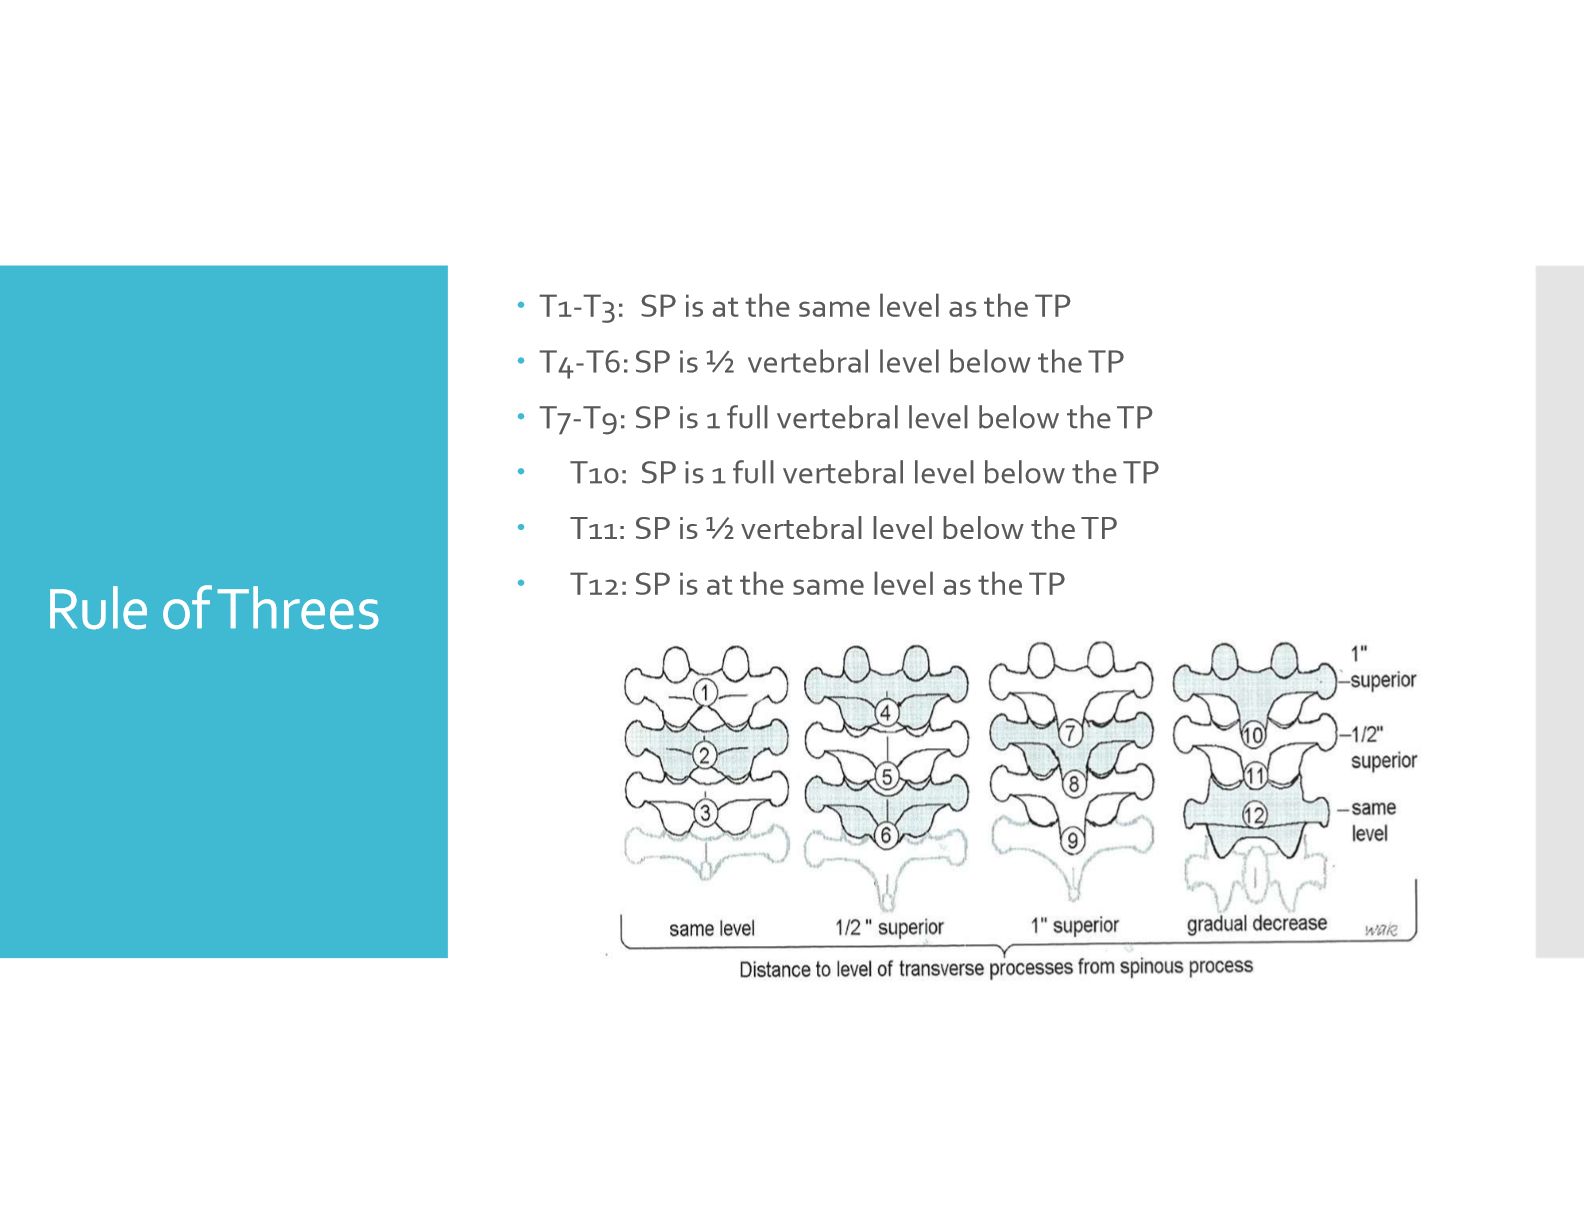 Rule of Threes
• T1-T3: SP is at the same level as the TP
• T4-T6: SP is ½ vertebral level below the TP
• T7-T9: SP is 1 full vertebral level below the TP
• T10: SP is 1 full vertebral level below the TP
• T11: SP is ½ vertebral level below the TP
• T12: SP is at the same level as the TP
1
2
3
4
5
6
7
8
9
10
11
12
1"
superior
1/2"
superior
same
level
same level
1/2 " superior
1" superior
gradual decrease
Distance to level of transverse processes from spinous process